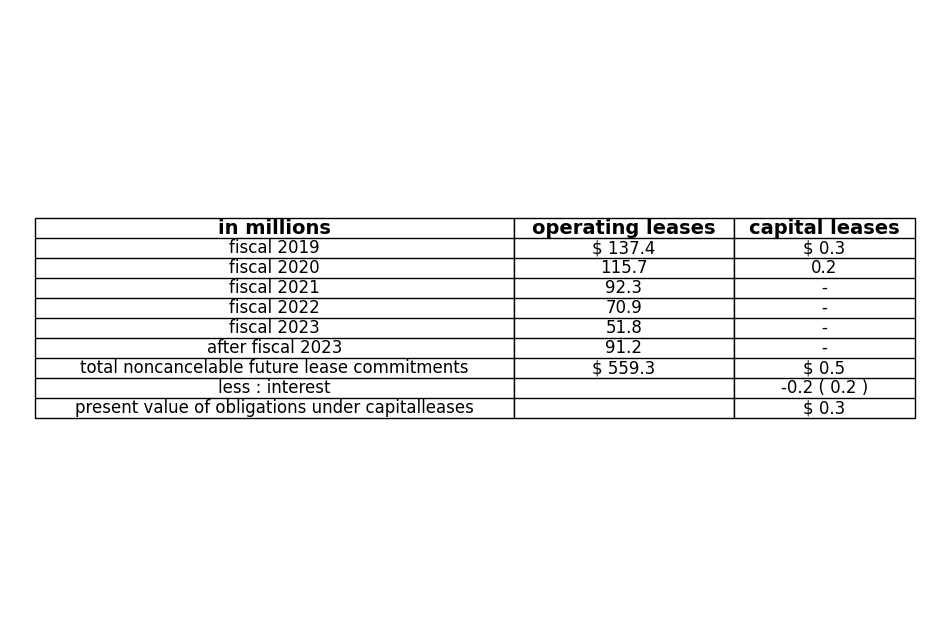 in millions operating leases capital leases
fiscal 2019 $ 137.4 $ 0.3
fiscal 2020 115.7 0.2
fiscal 2021 92.3 -
fiscal 2022 70.9 -
fiscal 2023 51.8 -
after fiscal 2023 91.2 -
total noncancelable future lease commitments $ 559.3 $ 0.5
less : interest -0.2 ( 0.2 )
present value of obligations under capitalleases $ 0.3